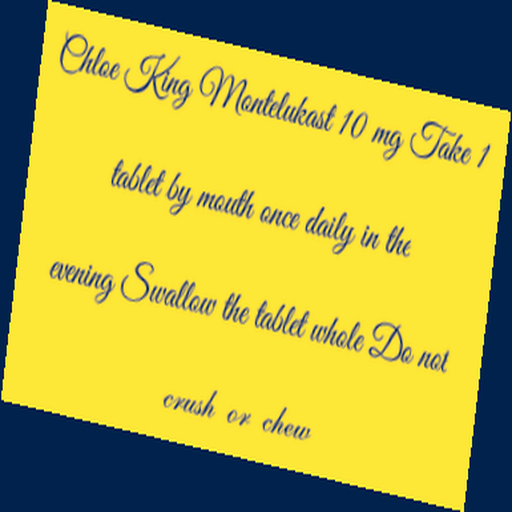 Chloe King Montelukast 10 mg Take 1
tablet by mouth once daily in the
evening Swallow the tablet whole Do not
crush or chew